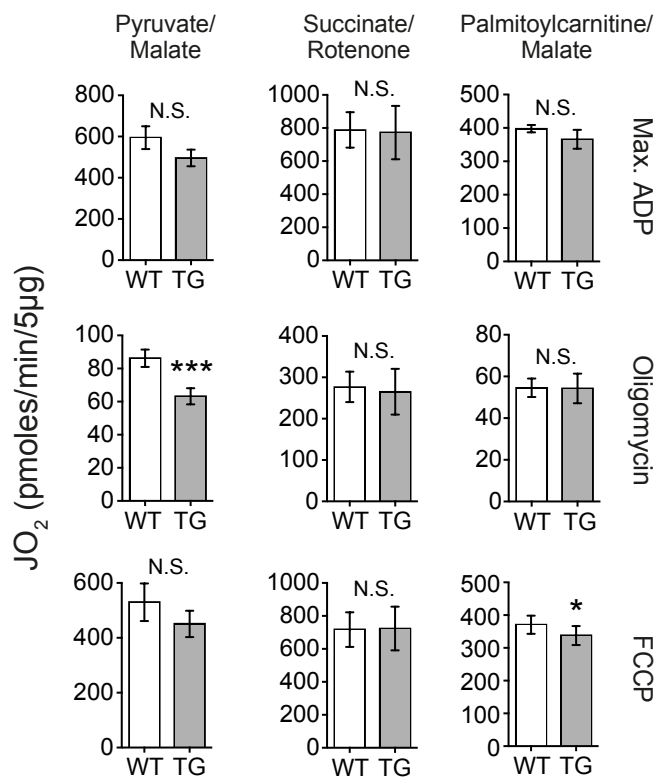 Pyruvate/
Malate
Succinate/
Rotenone
Palmitoylcarnitine/
Malate
JO2 (pmoles/min/5µg)
800
600
400
200
0
N.S.
WT TG
1000
800
600
400
200
0
N.S.
WT TG
500
400
300
200
100
0
N.S.
WT TG
Max. ADP
100
80
60
40
20
0
***
WT TG
400
300
200
100
0
N.S.
WT TG
80
60
40
20
0
N.S.
WT TG
Oligomycin
600
400
200
0
N.S.
WT TG
1000
800
600
400
200
0
N.S.
WT TG
500
400
300
200
100
0
*
WT TG
FCCP